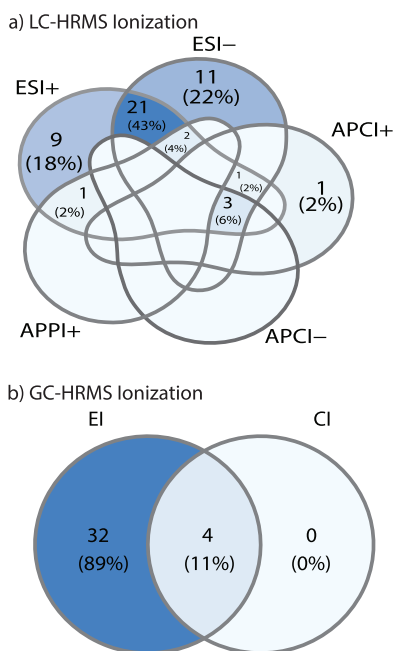 a) LC-HRMS Ionization
ESI−
ESI+
11
(22%)
21
(43%)
APCI+
9
(18%)
2
(4%)
1
(2%)
1
(2%)
1
(2%)
3
(6%)
APPI+
APCI−
b) GC-HRMS Ionization
EI
CI
32
(89%)
4
(11%)
0
(0%)